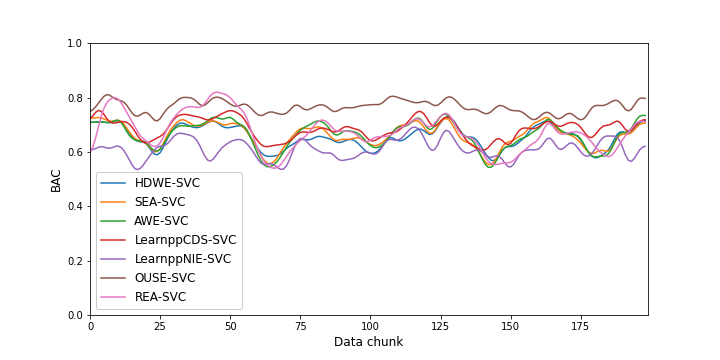 1.0
0.8
0.6
0.4
0.2
0.0
BAC
HDWE-SVC
SEA-SVC
AWE-SVC
LearnppCDS-SVC
LearnppNIE-SVC
OUSE-SVC
REA-SVC
0 25 50 75 100 125 150 175
Data chunk